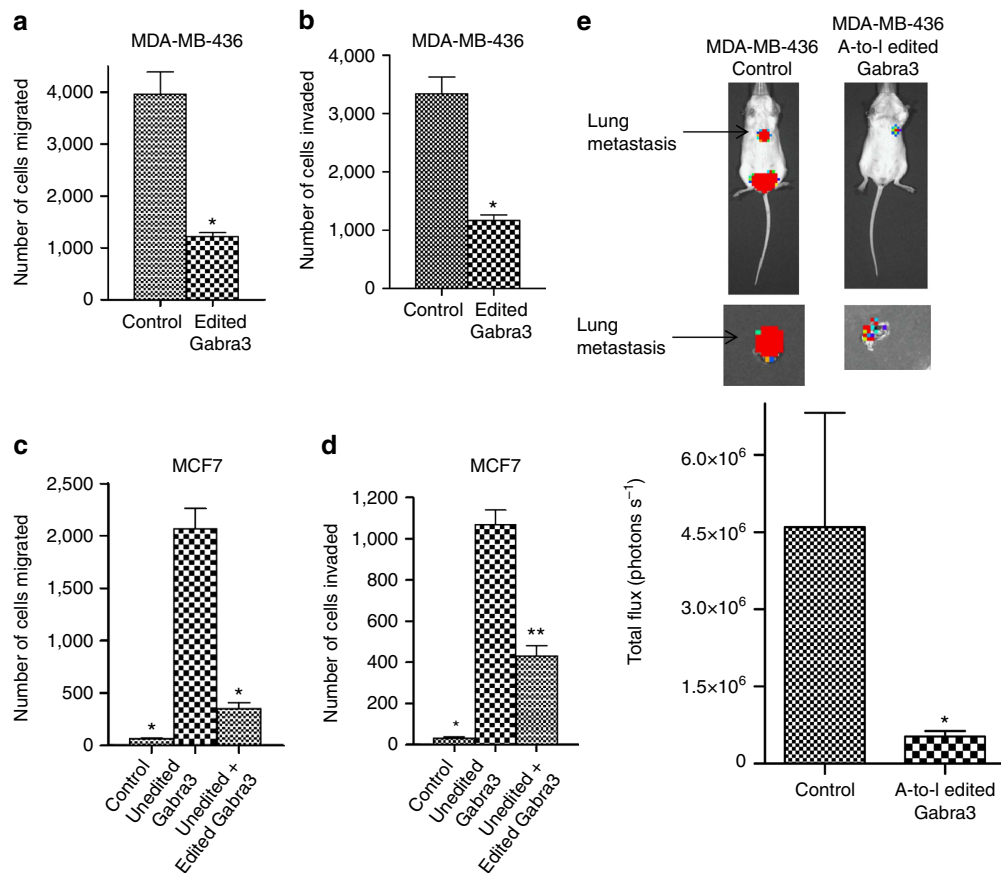 a
MDA-MB-436
Number of cells migrated
4,000
3,000
2,000
1,000
0
*
Control
Edited
Gabra3
b
MDA-MB-436
Number of cells invaded
4,000
3,000
2,000
1,000
0
*
Control
Edited
Gabra3
c
MCF7
Number of cells migrated
2,500
2,000
1,500
1,000
500
0
*
*
Control
Unedited
Gabra3
Unedited +
Edited Gabra3
d
MCF7
Number of cells invaded
1,200
1,000
800
600
400
200
0
*
**
Control
Unedited
Gabra3
Unedited +
Edited Gabra3
e
MDA-MB-436
Control
MDA-MB-436
A-to-I edited
Gabra3
Lung
metastasis
Lung
metastasis
Total flux (photons s⁻¹)
6.0×10⁶
4.5×10⁶
3.0×10⁶
1.5×10⁶
0
*
Control
A-to-I edited
Gabra3